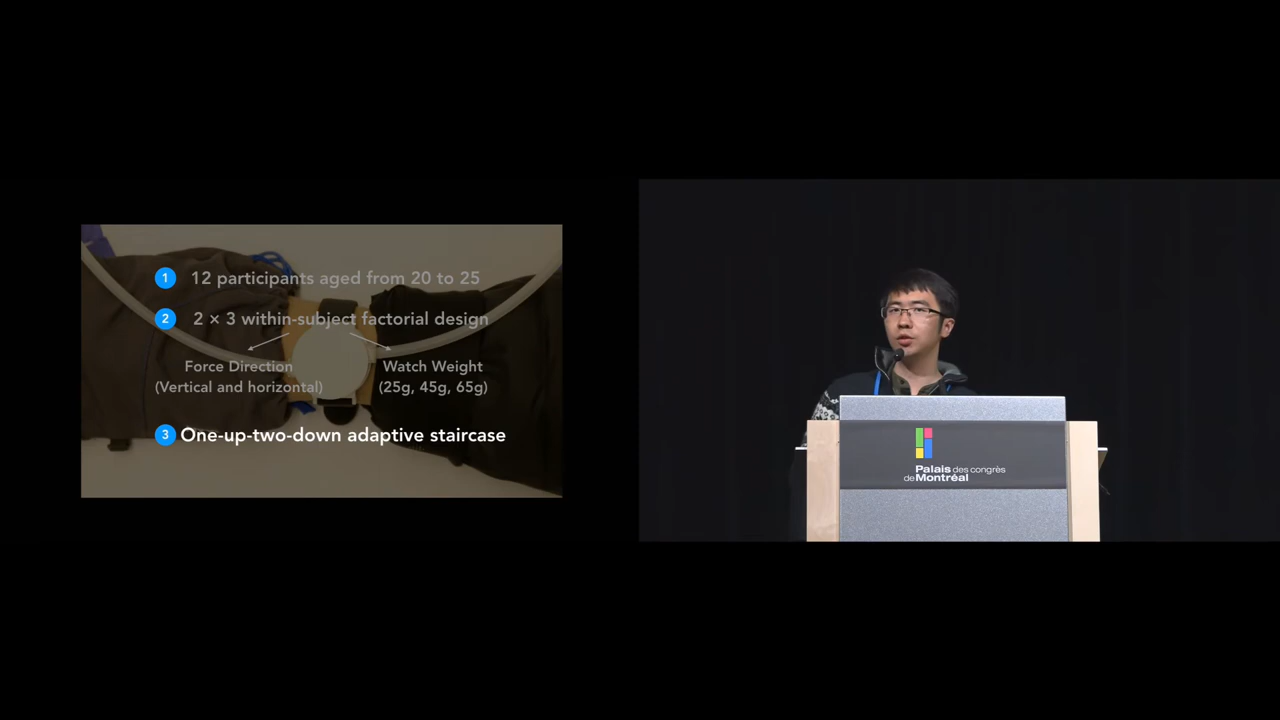 1 12 participants aged from 20 to 25
2 2 × 3 within-subject factorial design
Force Direction
(Vertical and horizontal)
Watch Weight
(25g, 45g, 65g)
3 One-up-two-down adaptive staircase
Palais des congrès
de Montréal